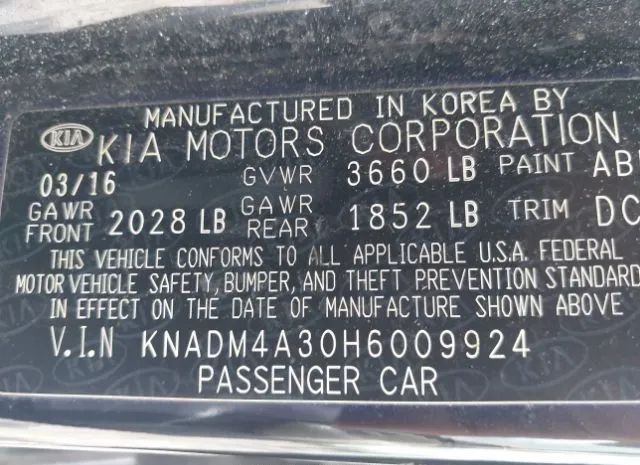 MANUFACTURED IN KOREA BY
KIA KIA MOTORS CORPORATION
03/16 GVWR 3660 LB PAINT
GAWR FRONT 2028 LB GAWR REAR 1852 LB TRIM
THIS VEHICLE CONFORMS TO ALL APPLICABLE U.S.A. FEDERAL
MOTOR VEHICLE SAFETY, BUMPER, AND THEFT PREVENTION STANDARD
IN EFFECT ON THE DATE OF MANUFACTURE SHOWN ABOVE
V.I.N KNADM4A30H6009924
PASSENGER CAR